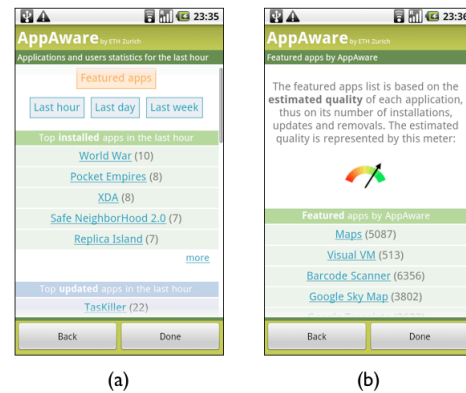 23:35
AppAware by ETH Zurich
Applications and users statistics for the last hour
Featured apps
Last hour
Last day
Last week
Top installed apps in the last hour
World War (10)
Pocket Empires (8)
XDA (8)
Safe NeighborHood 2.0 (7)
Replica Island (7)
more
Top updated apps in the last hour
TasKiller (22)
Back
Done
(a)
23:36
AppAware by ETH Zurich
Featured apps by AppAware
The featured apps list is based on the
estimated quality of each application,
thus on its number of installations,
updates and removals. The estimated
quality is represented by this meter:
Featured apps by AppAware
Maps (5087)
Visual VM (513)
Barcode Scanner (6356)
Google Sky Map (3802)
Back
Done
(b)